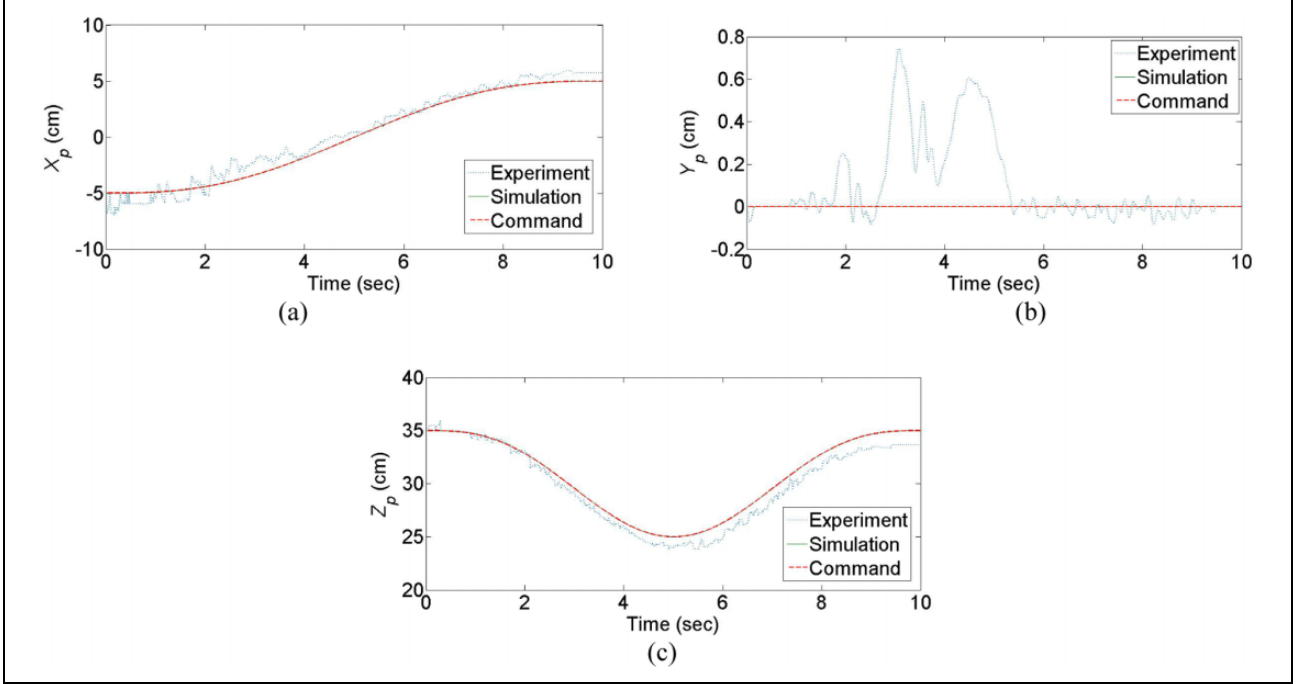 10
5
0
-5
-10
X_p (cm)
Experiment
Simulation
Command
0 2 4 6 8 10
Time (sec)
(a)
0.8
0.6
0.4
0.2
0
-0.2
Y_p (cm)
Experiment
Simulation
Command
0 2 4 6 8 10
Time (sec)
(b)
40
35
30
25
20
Z_p (cm)
Experiment
Simulation
Command
0 2 4 6 8 10
Time (sec)
(c)